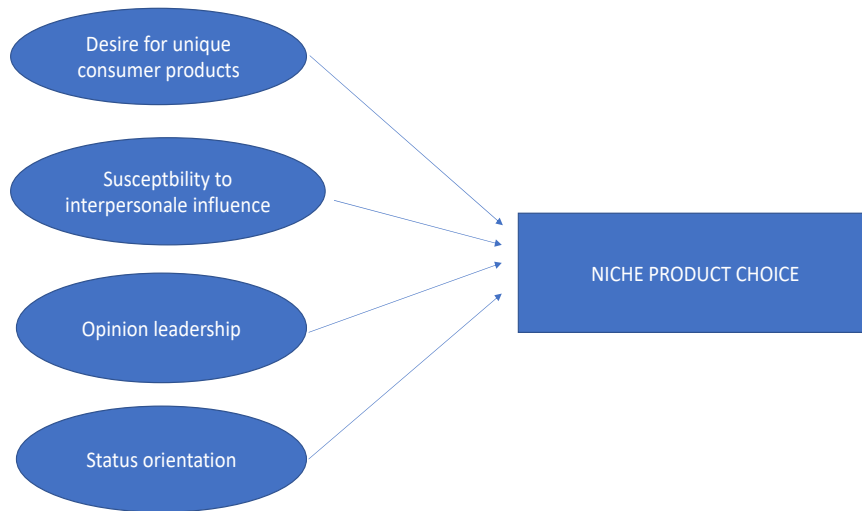 Desire for unique
consumer products
Susceptbility to
interpersonale influence
NICHE PRODUCT CHOICE
Opinion leadership
Status orientation